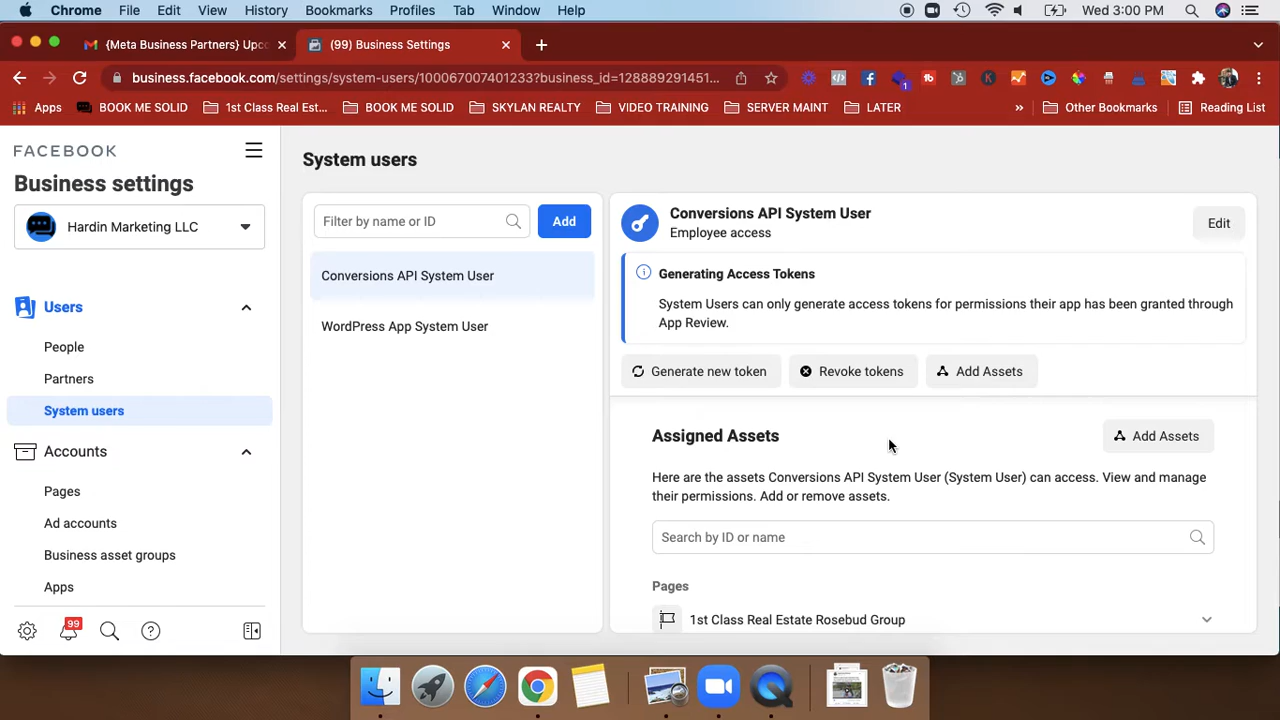 Chrome File Edit View History Bookmarks Profiles Tab Window Help Wed 3:00 PM
{Meta Business Partners} Upco × (99) Business Settings × +
business.facebook.com/settings/system-users/100067007401233?business_id=128889291451...
1
Apps BOOK ME SOLID 1st Class Real Est... BOOK ME SOLID SKYLAN REALTY VIDEO TRAINING SERVER MAINT LATER » Other Bookmarks Reading List
FACEBOOK
Business settings
Hardin Marketing LLC
Users
People
Partners
System users
Accounts
Pages
Ad accounts
Business asset groups
Apps
99
System users
Filter by name or ID
Add
Conversions API System User
WordPress App System User
Conversions API System User
Employee access
Edit
Generating Access Tokens
System Users can only generate access tokens for permissions their app has been granted through
App Review.
Generate new token Revoke tokens Add Assets
Assigned Assets
Add Assets
Here are the assets Conversions API System User (System User) can access. View and manage
their permissions. Add or remove assets.
Search by ID or name
Pages
1st Class Real Estate Rosebud Group